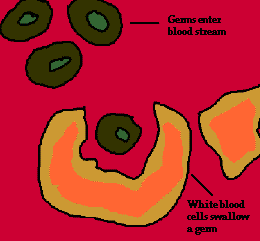 Germs enter
blood stream
White blood
cells swallow
a germ